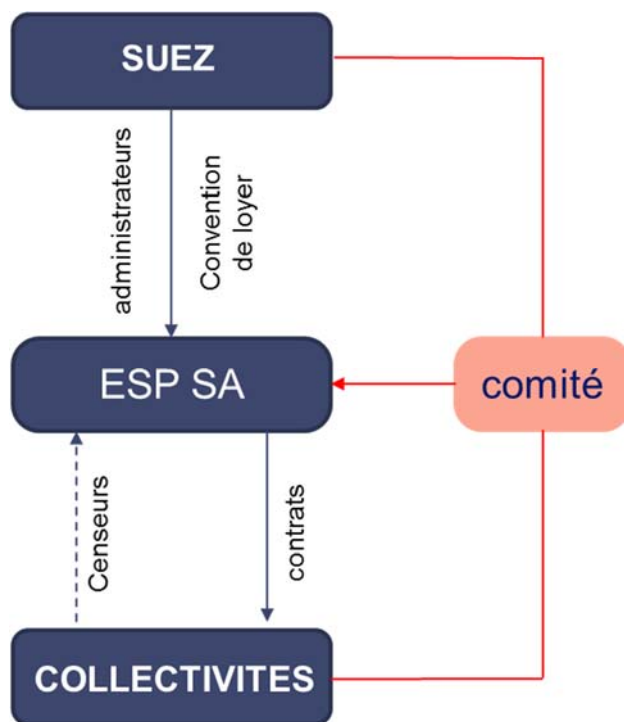 SUEZ
administrateurs
Convention
de loyer
ESP SA
comité
Censeurs
contrats
COLLECTIVITES